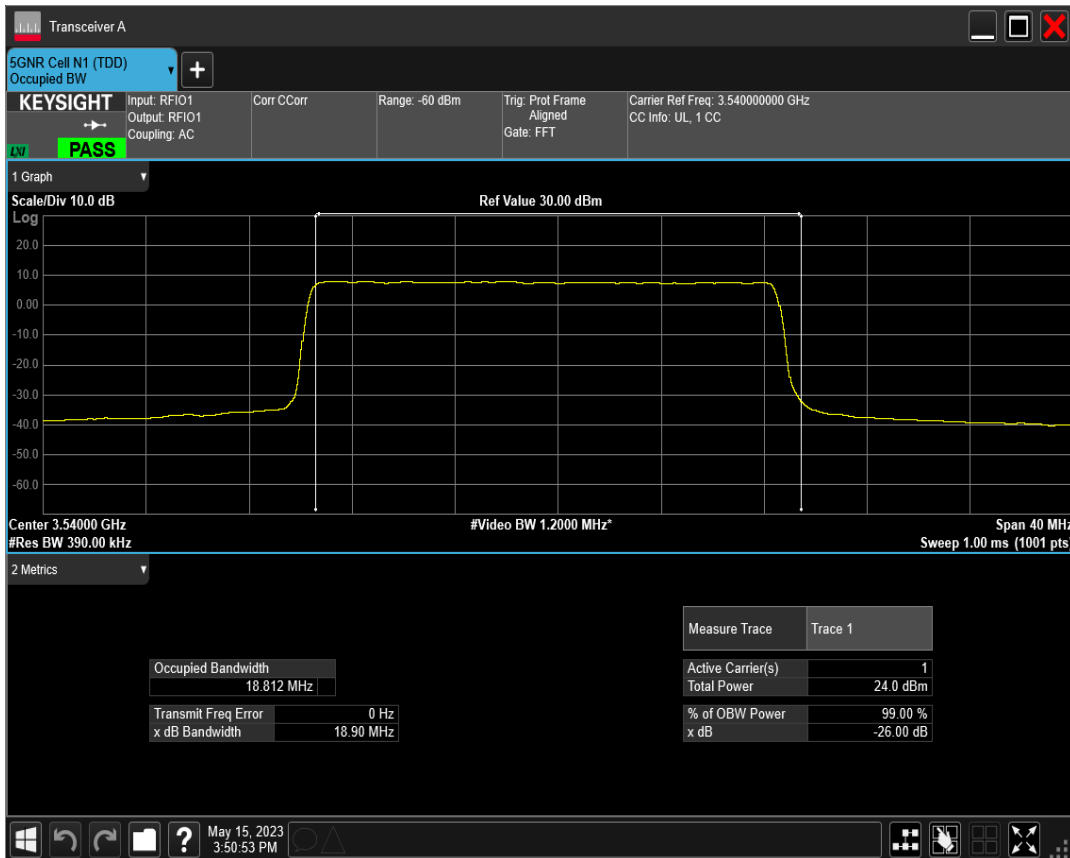 Transceiver A
5GNR Cell N1 (TDD)
Occupied BW
+
KEYSIGHT
LXI
PASS
Input: RFIO1
Output: RFIO1
Coupling: AC
Corr CCorr
Range: -60 dBm
Trig: Prot Frame
Aligned
Gate: FFT
Carrier Ref Freq: 3.540000000 GHz
CC Info: UL, 1 CC
1 Graph
Scale/Div 10.0 dB
Ref Value 30.00 dBm
Log
20.0
10.0
0.00
-10.0
-20.0
-30.0
-40.0
-50.0
-60.0
Center 3.54000 GHz
#Video BW 1.2000 MHz*
Span 40 MHz
#Res BW 390.00 kHz
Sweep 1.00 ms (1001 pts)
2 Metrics
Measure Trace Trace 1
Occupied Bandwidth
18.812 MHz
Active Carrier(s) 1
Total Power 24.0 dBm
Transmit Freq Error 0 Hz
x dB Bandwidth 18.90 MHz
% of OBW Power 99.00 %
x dB -26.00 dB
?
May 15, 2023
3:50:53 PM